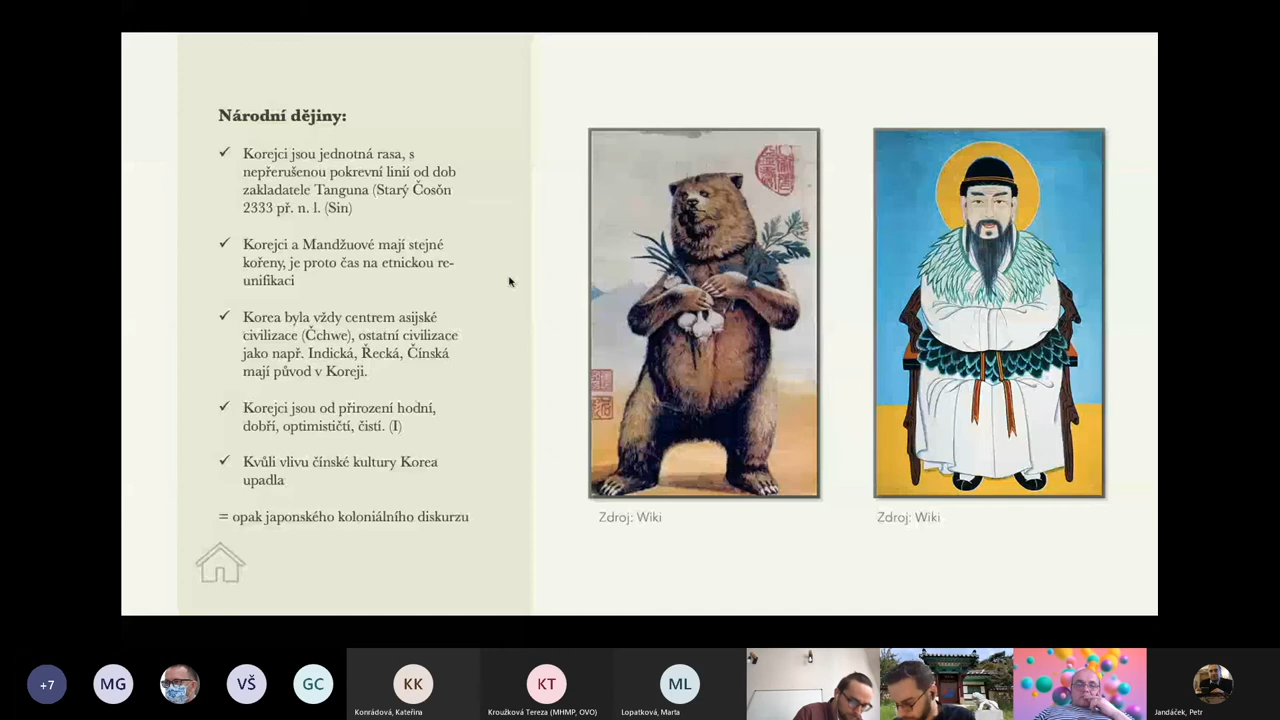 Národní dějiny:
✓ Korejci jsou jednotná rasa, s
nepřerušenou pokrevní linií od dob
zakladatele Tanguna (Starý Čosŏn
2333 př. n. l. (Sin)
✓ Korejci a Mandžuové mají stejné
kořeny, je proto čas na etnickou re-
unifikaci
✓ Korea byla vždy centrem asijské
civilizace (Čchwe), ostatní civilizace
jako např. Indická, Řecká, Čínská
mají původ v Koreji.
✓ Korejci jsou od přirození hodní,
dobří, optimističtí, čistí. (I)
✓ Kvůli vlivu čínské kultury Korea
upadla
= opak japonského koloniálního diskurzu
Zdroj: Wiki
Zdroj: Wiki
+7
MG
VŠ
GC
KK
KT
ML
Konrádová, Kateřina
Kroužková Tereza (MHMP, OVO)
Lopatková, Marta
Jandáček, Petr